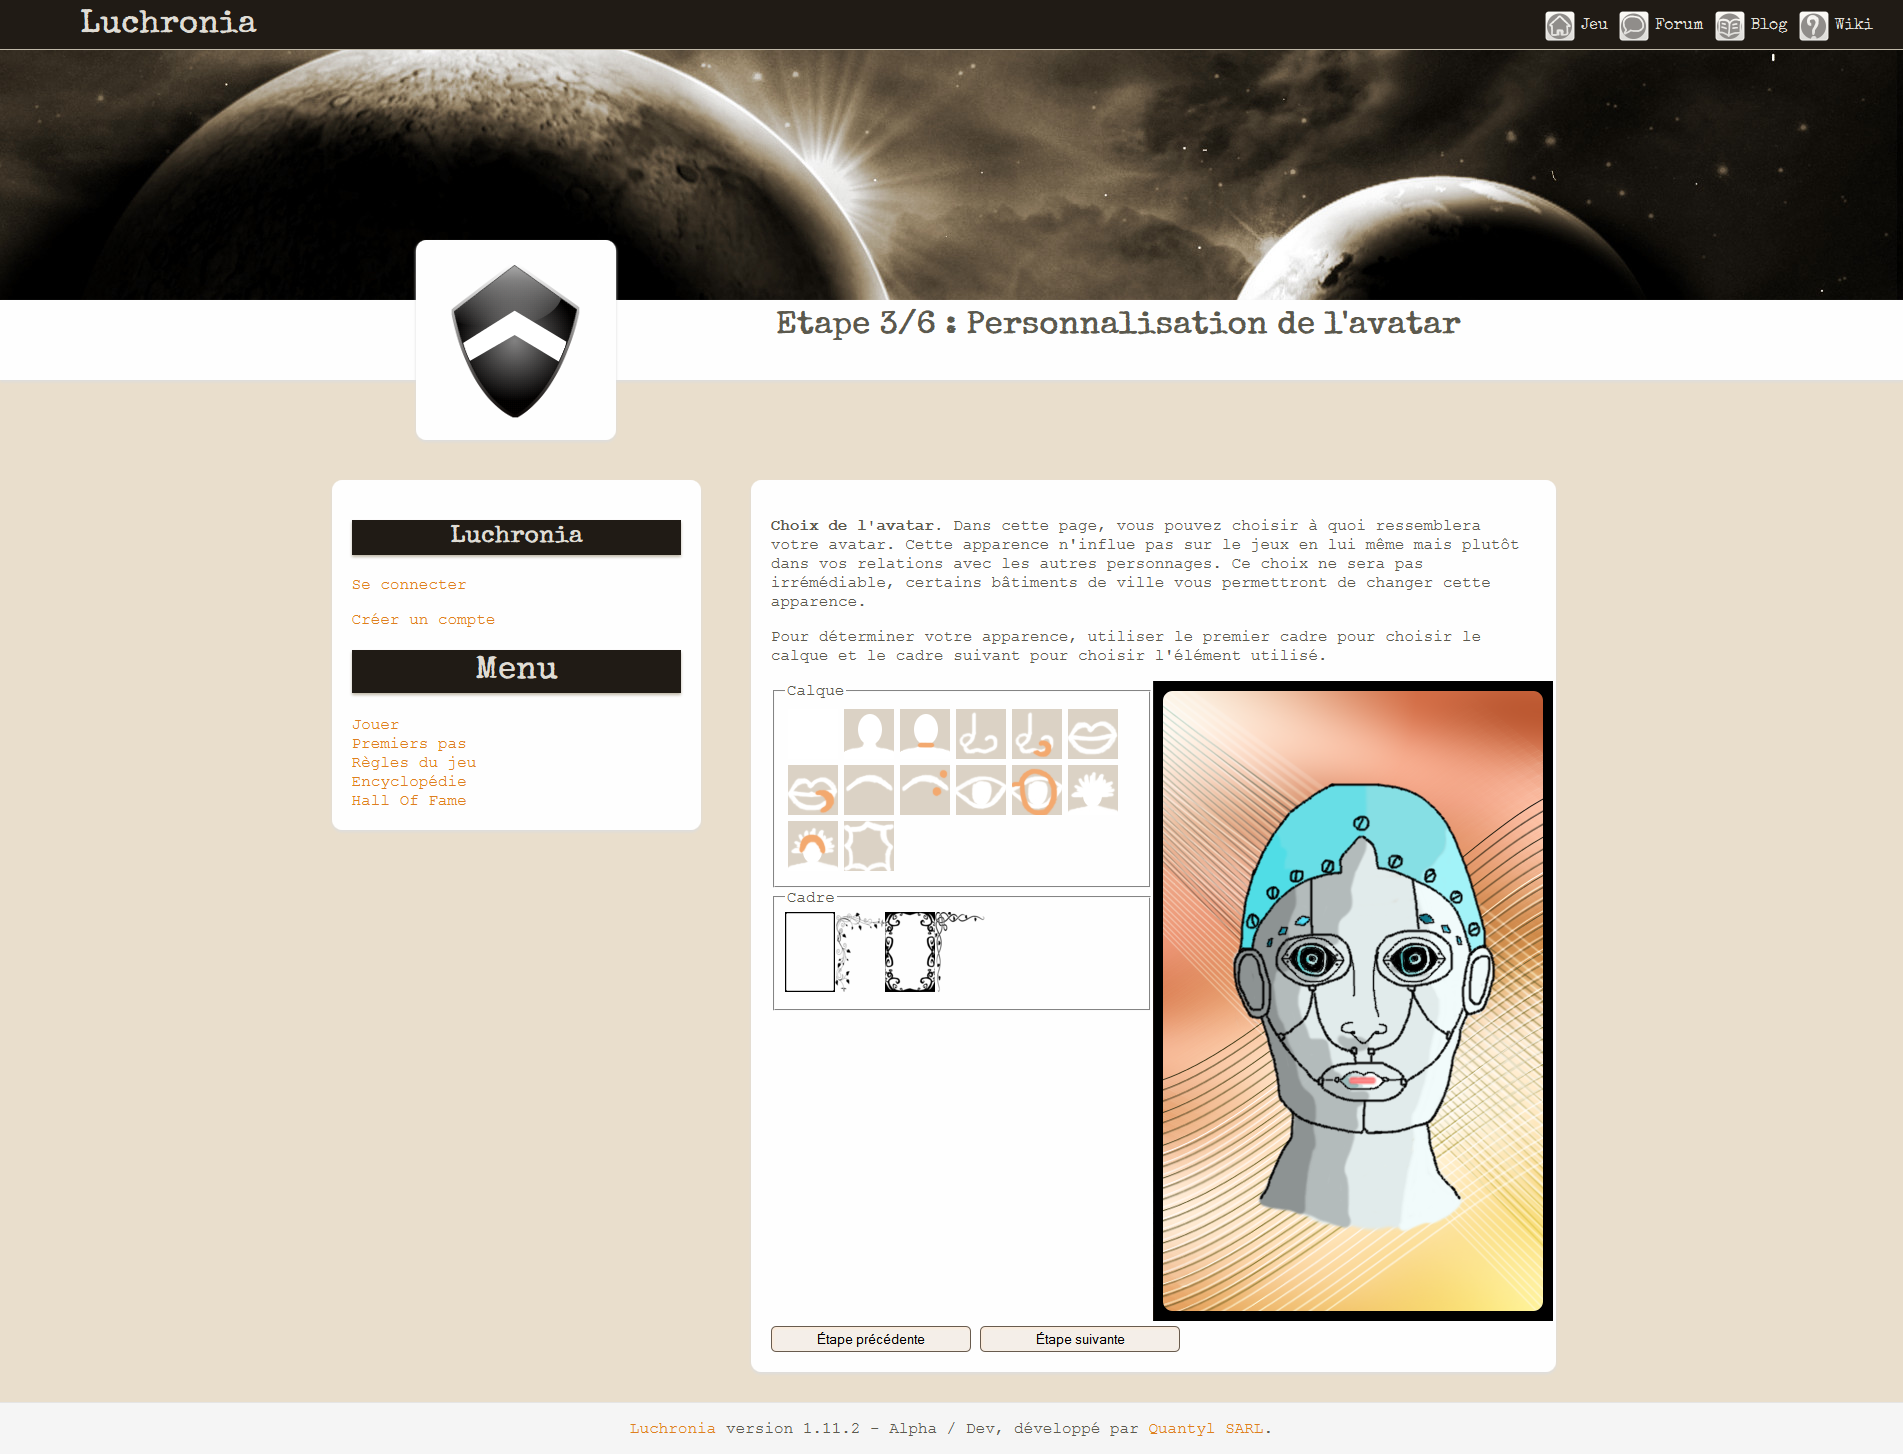 Luchronia
Jeu
Forum
Blog
Wiki
Etape 3/6 : Personnalisation de l'avatar
Luchronia
Se connecter
Créer un compte
Menu
Jouer
Premiers pas
Règles du jeu
Encyclopédie
Hall Of Fame
Choix de l'avatar. Dans cette page, vous pouvez choisir à quoi ressemblera
votre avatar. Cette apparence n'influe pas sur le jeux en lui même mais plutôt
dans vos relations avec les autres personnages. Ce choix ne sera pas
irrémédiable, certains bâtiments de ville vous permettront de changer cette
apparence.
Pour déterminer votre apparence, utiliser le premier cadre pour choisir le
calque et le cadre suivant pour choisir l'élément utilisé.
Calque
Cadre
Étape précédente
Étape suivante
Luchronia version 1.11.2 - Alpha / Dev, développé par Quantyl SARL.